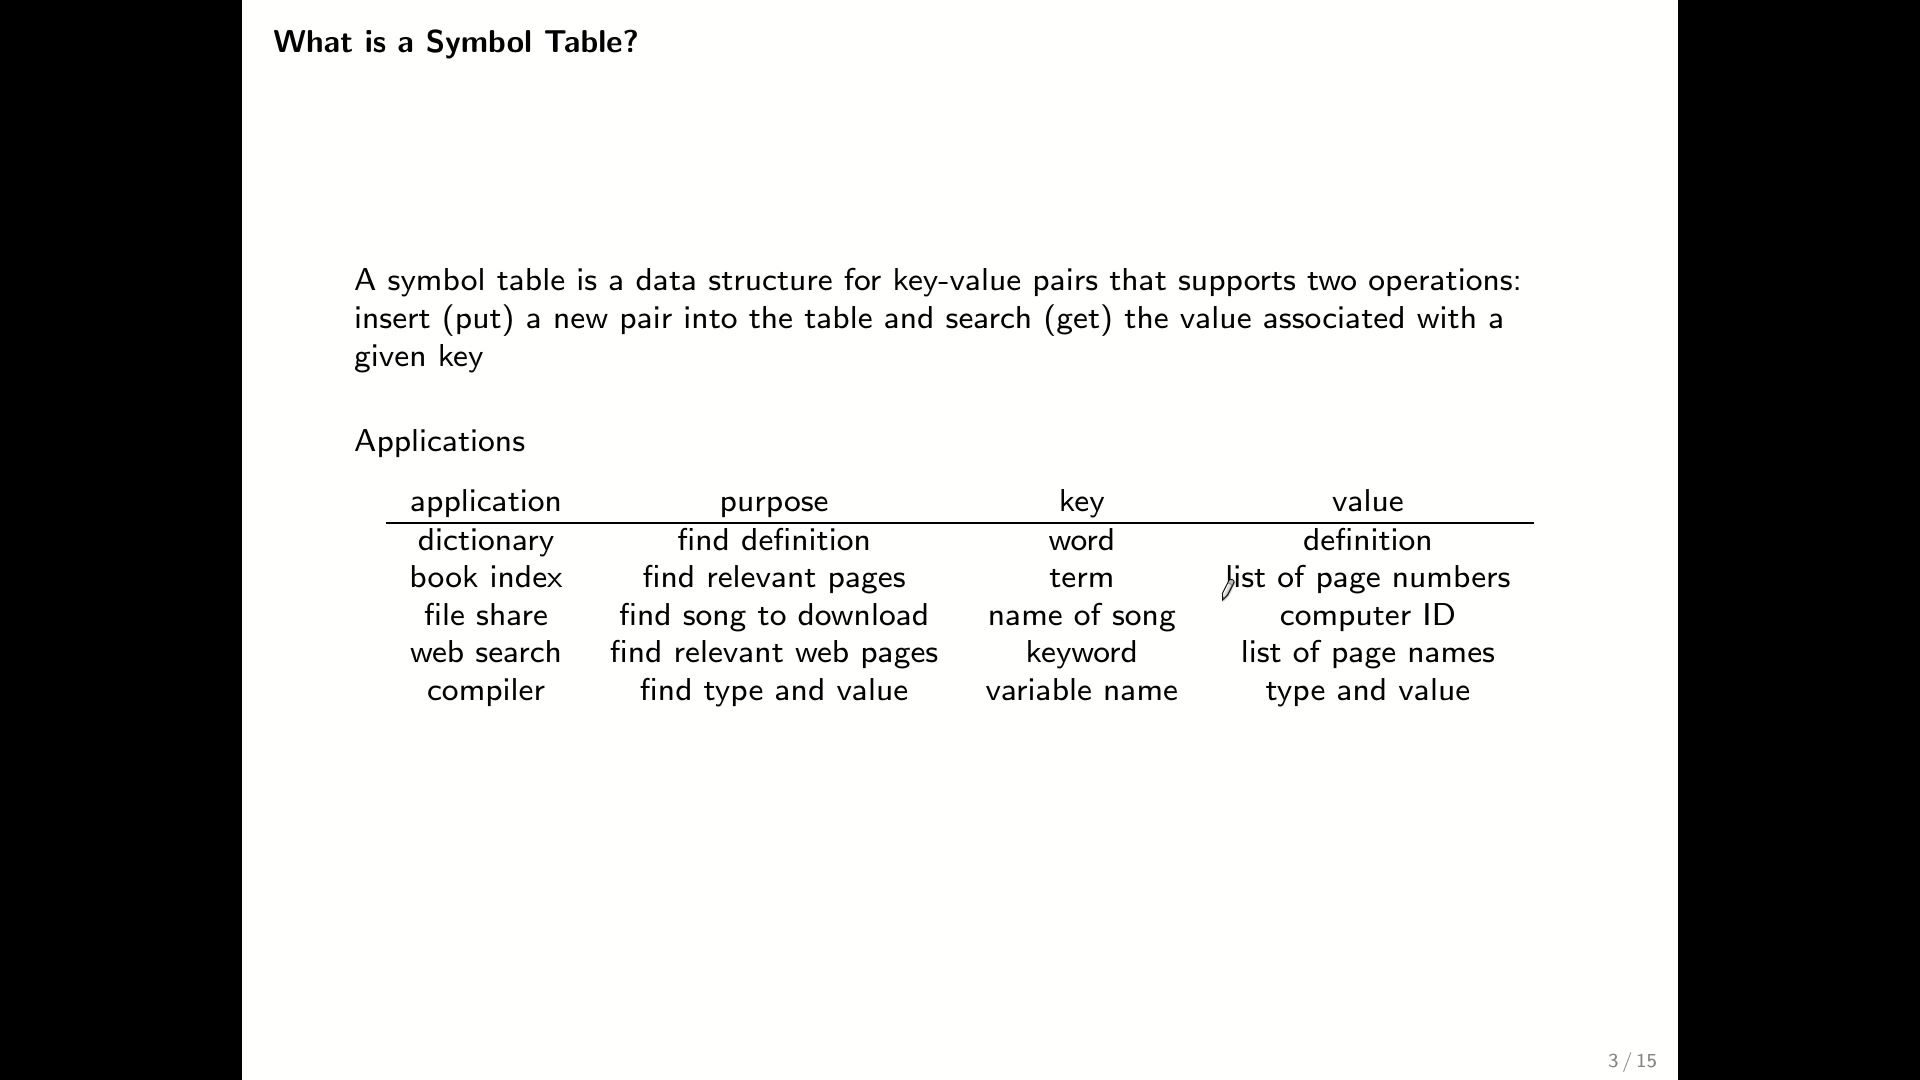 What is a Symbol Table?
A symbol table is a data structure for key-value pairs that supports two operations:
insert (put) a new pair into the table and search (get) the value associated with a
given key
Applications
application purpose key value
dictionary find definition word definition
book index find relevant pages term list of page numbers
file share find song to download name of song computer ID
web search find relevant web pages keyword list of page names
compiler find type and value variable name type and value
3 / 15